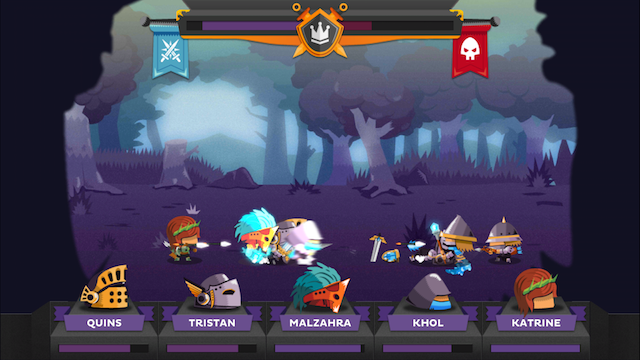 QUINS
TRISTAN
MALZAHRA
KHOL
KATRINE